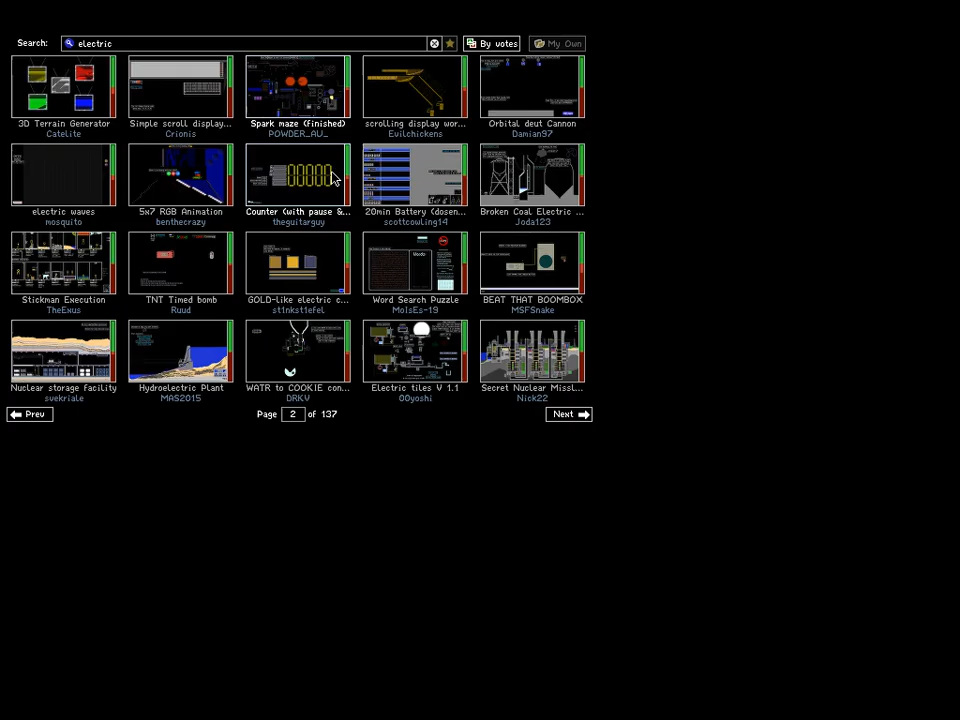 Search: electric By votes My Own
3D Terrain Generator Simple scroll display... Spark maze (finished) scrolling display wor... Orbital deut Cannon
Catelite Crionis POWDER_AU_ Evilchickens Damian97
electric waves 5x7 RGB Animation Counter (with pause &... 20min Battery (dosen... Broken Coal Electric ...
mosquito benthecrazy theguitarguy scottcowling14 Joda123
Stickman Execution TNT Timed bomb GOLD-like electric c... Word Search Puzzle BEAT THAT BOOMBOX
TheExus Ruud stinkstiefel MoIsEs-19 MSFSnake
Nuclear storage facility Hydroelectric Plant WATR to COOKIE con... Electric tiles V 1.1 Secret Nuclear Missl...
svekriale MAS2015 DRKV OOyoshi Nick22
Prev Page 2 of 137 Next